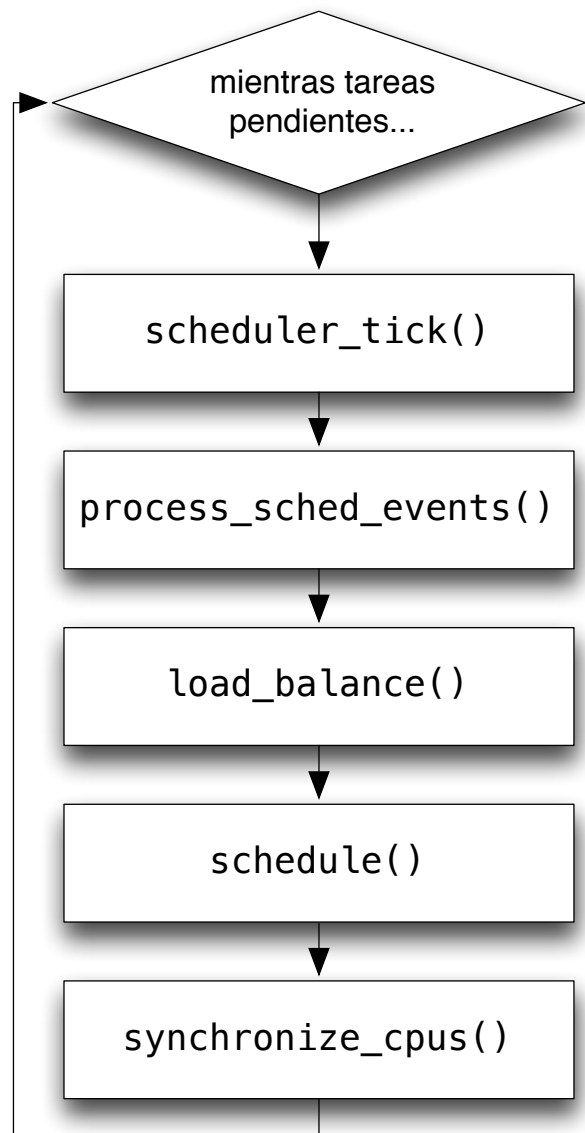 mientras tareas
pendientes...
scheduler_tick()
process_sched_events()
load_balance()
schedule()
synchronize_cpus()